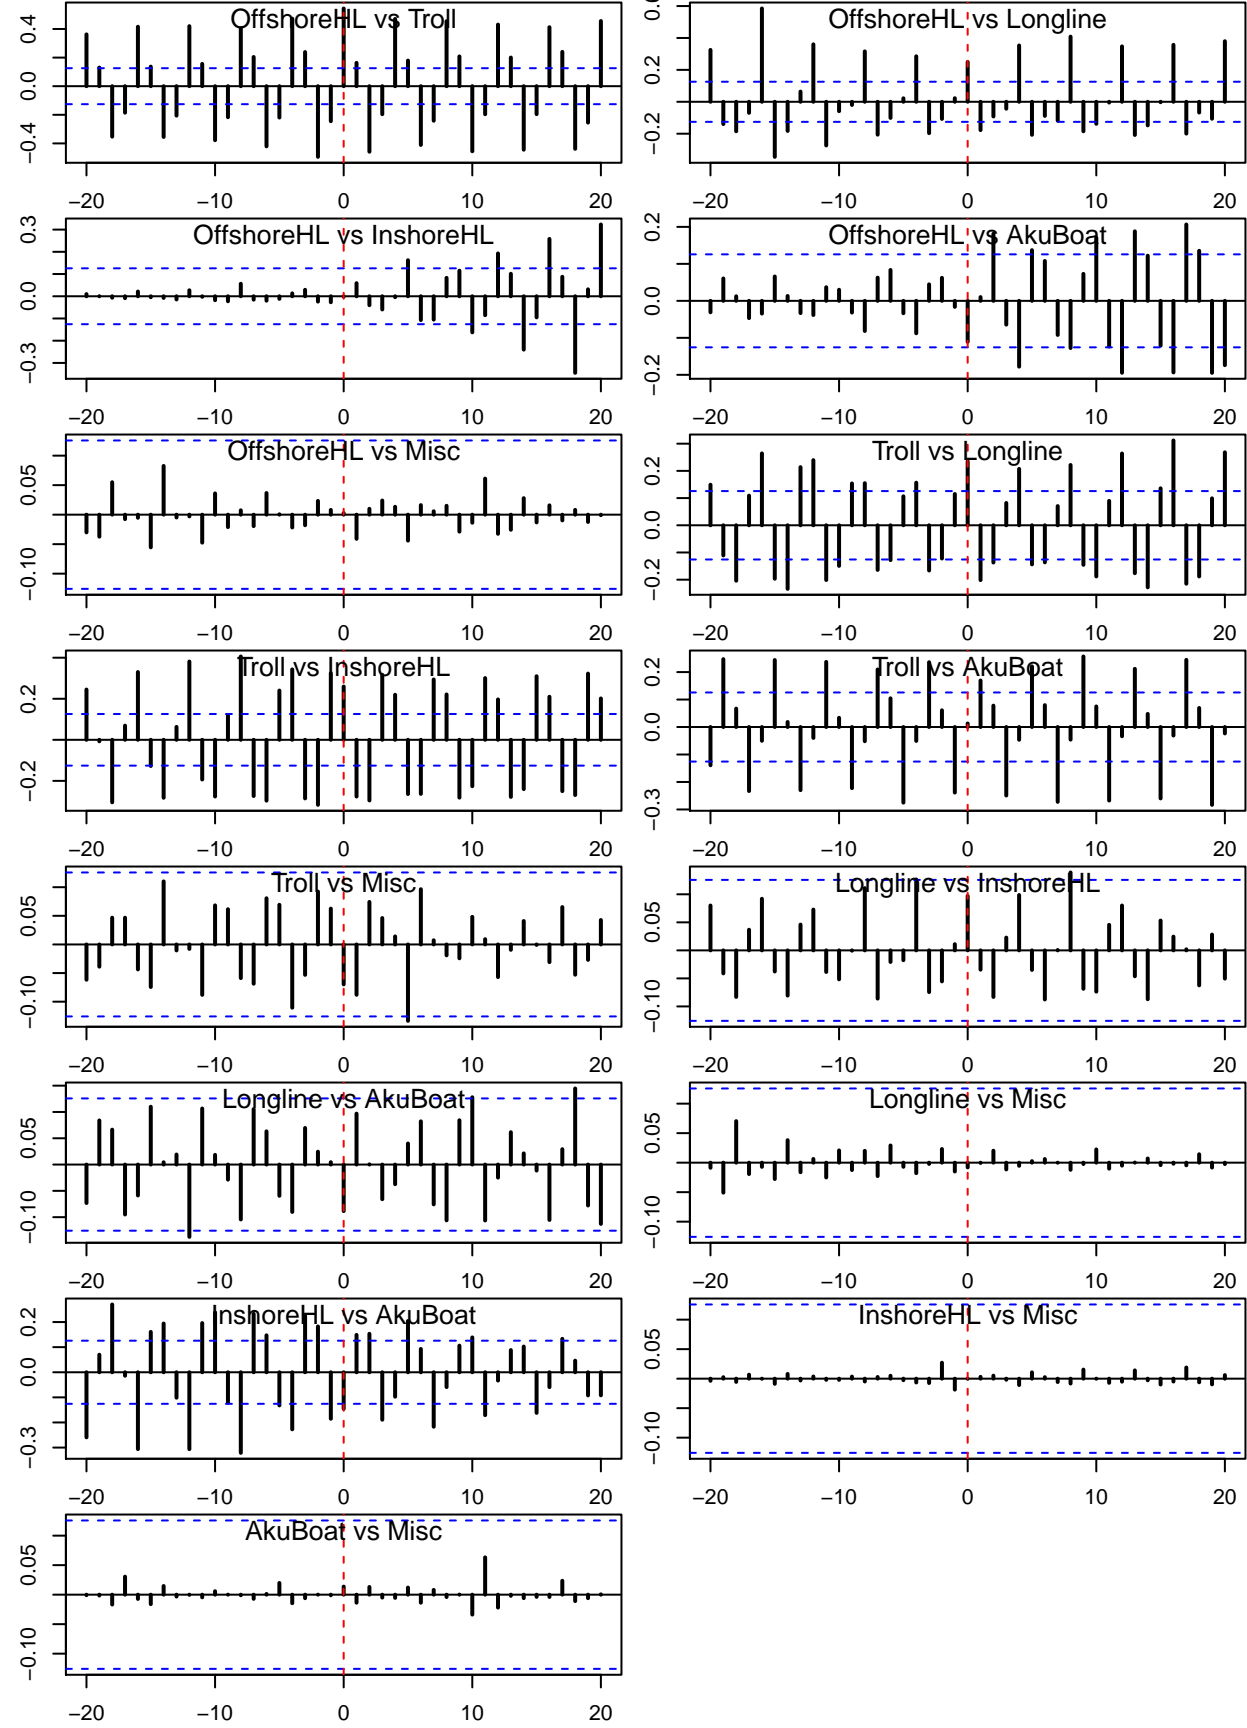 OffshoreHL vs Troll
0.4
0.0
−0.4
−20 −10 0 10 20
OffshoreHL vs Longline
0.2
−0.2
−20 −10 0 10 20
OffshoreHL vs InshoreHL
0.3
0.0
−0.3
−20 −10 0 10 20
OffshoreHL vs AkuBoat
0.2
0.0
−0.2
−20 −10 0 10 20
OffshoreHL vs Misc
0.05
−0.10
−20 −10 0 10 20
Troll vs Longline
0.2
0.0
−0.2
−20 −10 0 10 20
Troll vs InshoreHL
0.2
−0.2
−20 −10 0 10 20
Troll vs AkuBoat
0.2
0.0
−0.3
−20 −10 0 10 20
Troll vs Misc
0.05
−0.10
−20 −10 0 10 20
Longline vs InshoreHL
0.05
−0.10
−20 −10 0 10 20
Longline vs AkuBoat
0.05
−0.10
−20 −10 0 10 20
Longline vs Misc
0.05
−0.10
−20 −10 0 10 20
InshoreHL vs AkuBoat
0.2
0.0
−0.3
−20 −10 0 10 20
InshoreHL vs Misc
0.05
−0.10
−20 −10 0 10 20
AkuBoat vs Misc
0.05
−0.10
−20 −10 0 10 20